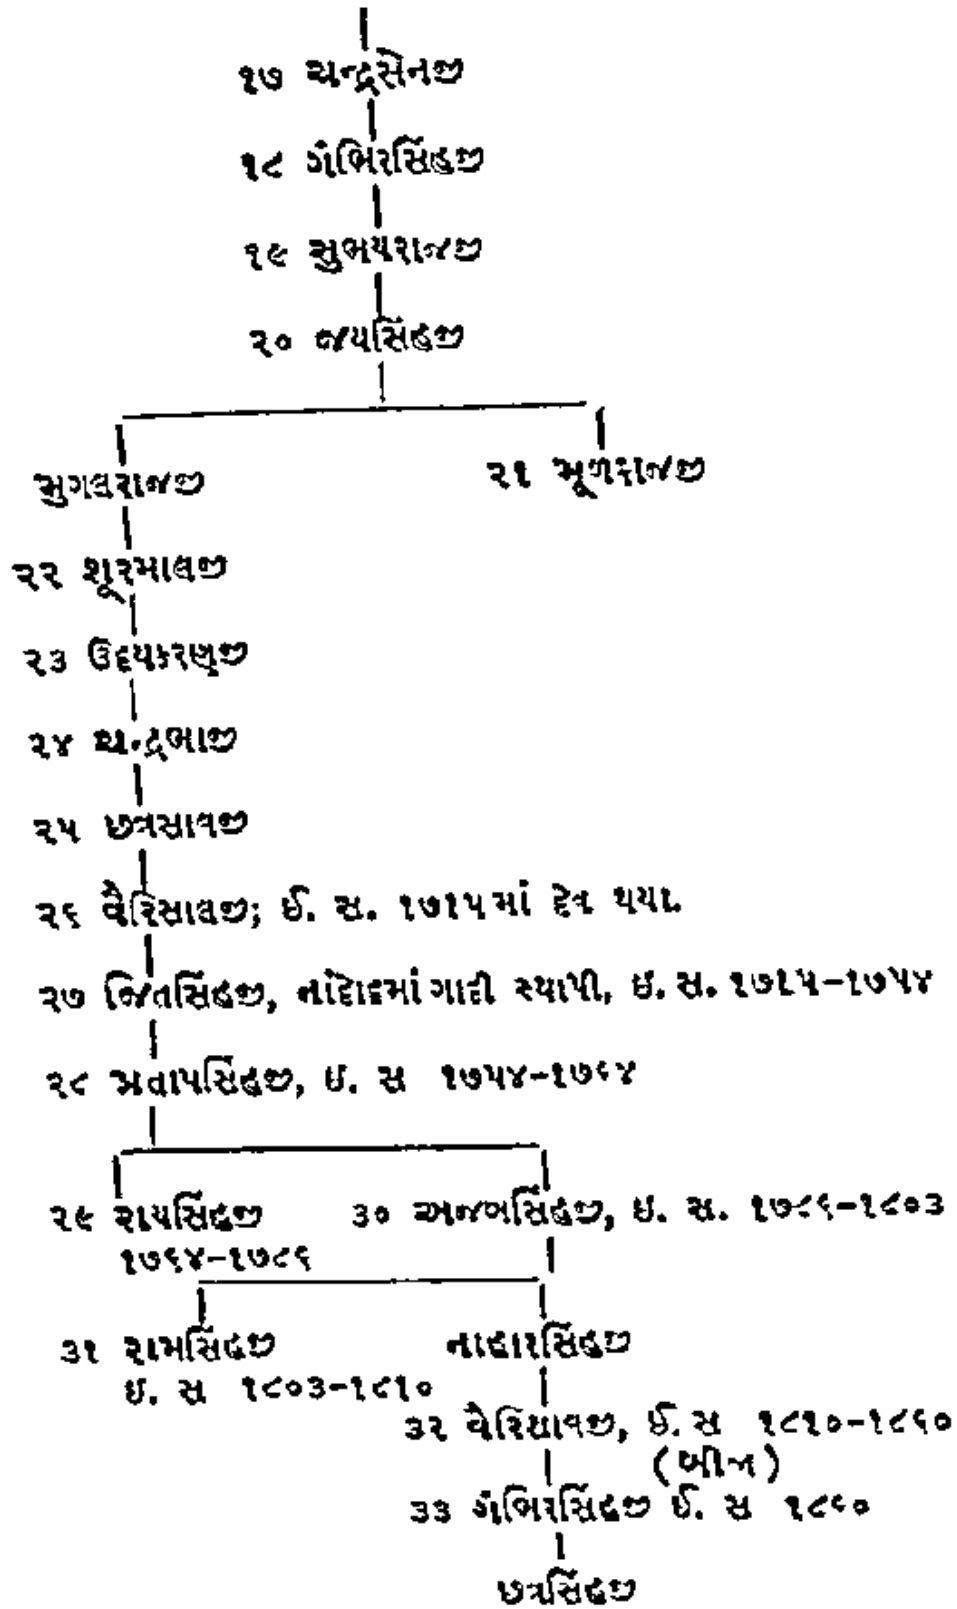 ૧૭ ચન્દ્રસેનજી
૧૮ ગંભિરસિંહજી
૧૯ સુભયરાજજી
૨૦ જયસિંહજી
સુગલરાજજી ૨૧ મૂળરાજજી
૨૨ શૂરમાલજી
૨૩ ઉદયકરણજી
૨૪ ચન્દ્રભાજી
૨૫ છત્રસાલજી
૨૬ વૈરિસાલજી; ઈ. સ. ૧૭૧૫માં દેવ થયા.
૨૭ જિતસિંહજી, નાંદોદમાં ગાદી સ્થાપી, ઇ. સ. ૧૭૧૫-૧૭૫૪
૨૮ પ્રતાપસિંહજી, ઇ. સ ૧૭૫૪-૧૭૬૪
૨૯ રાયસિંહજી ૩૦ અજબસિંહજી, ઇ. સ. ૧૭૮૬-૧૮૦૩
૧૭૬૪-૧૭૮૬
૩૧ રામસિંહજી નાહારસિંહજી
ઇ. સ ૧૮૦૩-૧૮૧૦
૩૨ વૈરિસાલજી, ઈ. સ ૧૮૧૦-૧૮૬૦
(બીજા)
૩૩ ગંભિરસિંહજી ઈ. સ ૧૮૬૦
છત્રસિંહજી